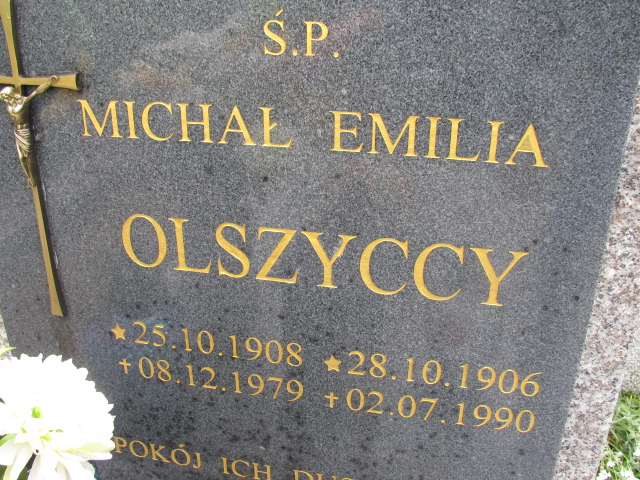 Ś.P.
MICHAŁ EMILIA
OLSZYCCY
★25.10.1908 ★28.10.1906
✝08.12.1979 ✝02.07.1990
POKÓJ ICH